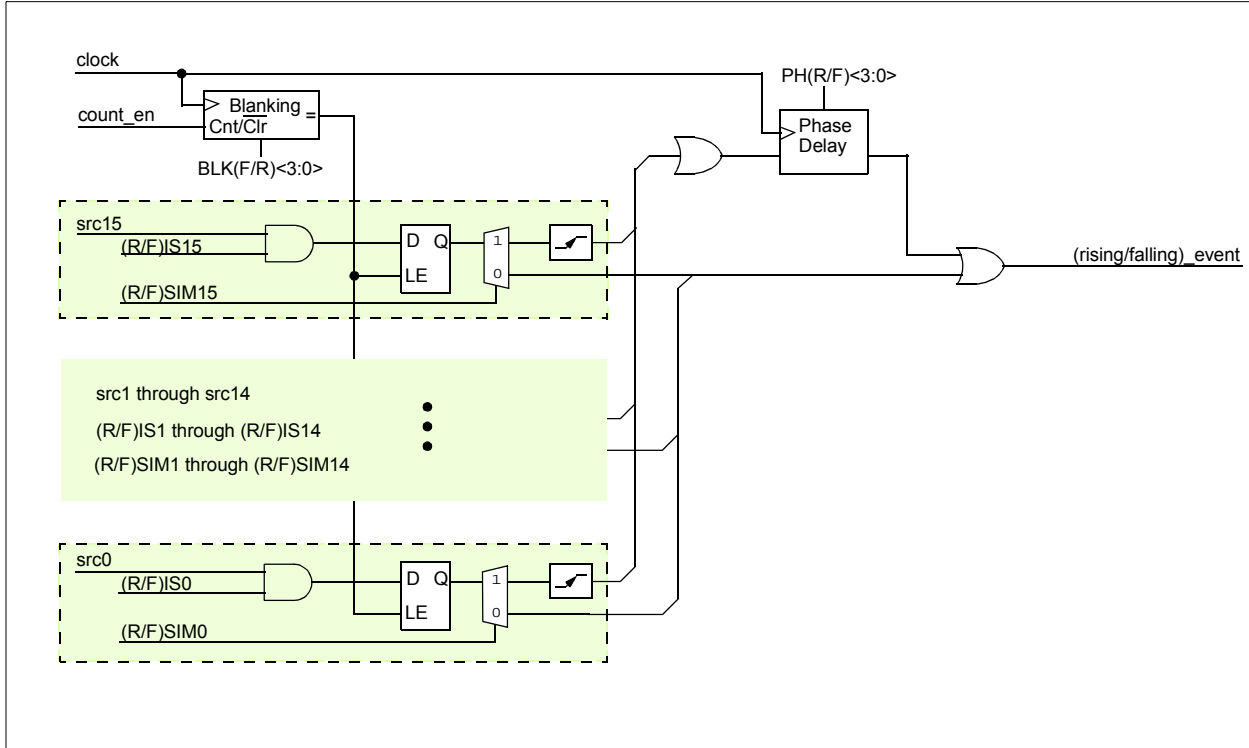 clock
PH(R/F)<3:0>
count_en
Blanking
=
Cnt/Clr
Phase
Delay
BLK(F/R)<3:0>
src15
(R/F)IS15
D Q
1
LE
0
(rising/falling)_event
(R/F)SIM15
src1 through src14
(R/F)IS1 through (R/F)IS14
(R/F)SIM1 through (R/F)SIM14
src0
(R/F)IS0
D Q
1
LE
0
(R/F)SIM0